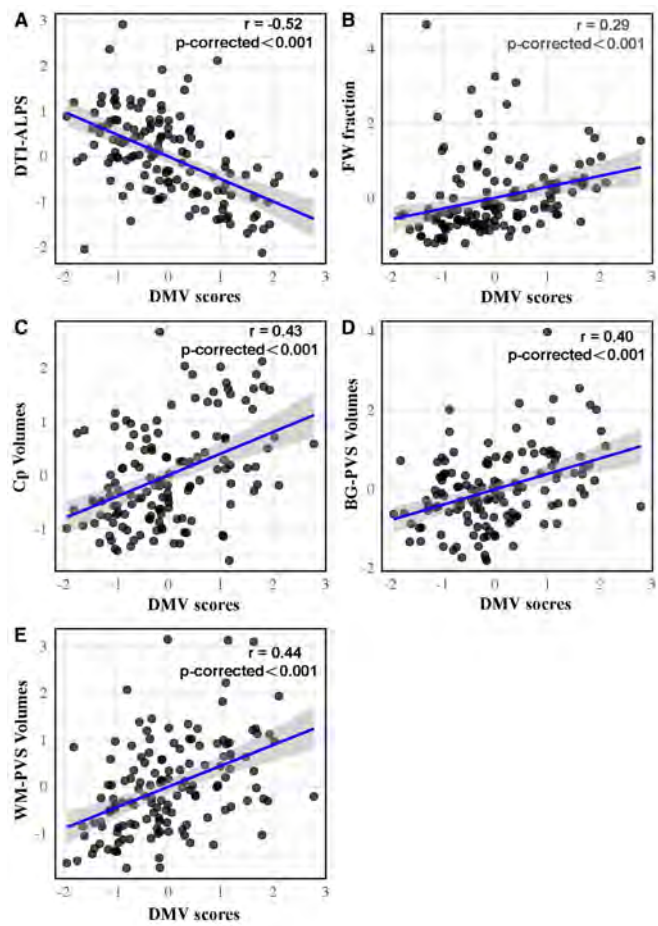 A
r = -0.52
p-corrected<0.001
DTI-ALPS
3
2
1
0
-1
-2
-2 -1 0 1 2 3
DMV scores
B
r = 0.29
p-corrected<0.001
FW fraction
4
2
0
-2 -1 0 1 2 3
DMV scores
C
r = 0.43
p-corrected<0.001
Cp Volumes
2
1
0
-1
-2 -1 0 1 2 3
DMV scores
D
r = 0.40
p-corrected<0.001
BG-PVS Volumes
4
2
0
-2
-2 -1 0 1 2 3
DMV socres
E
r = 0.44
p-corrected<0.001
WM-PVS Volumes
3
2
1
0
-1
-2 -1 0 1 2 3
DMV scores